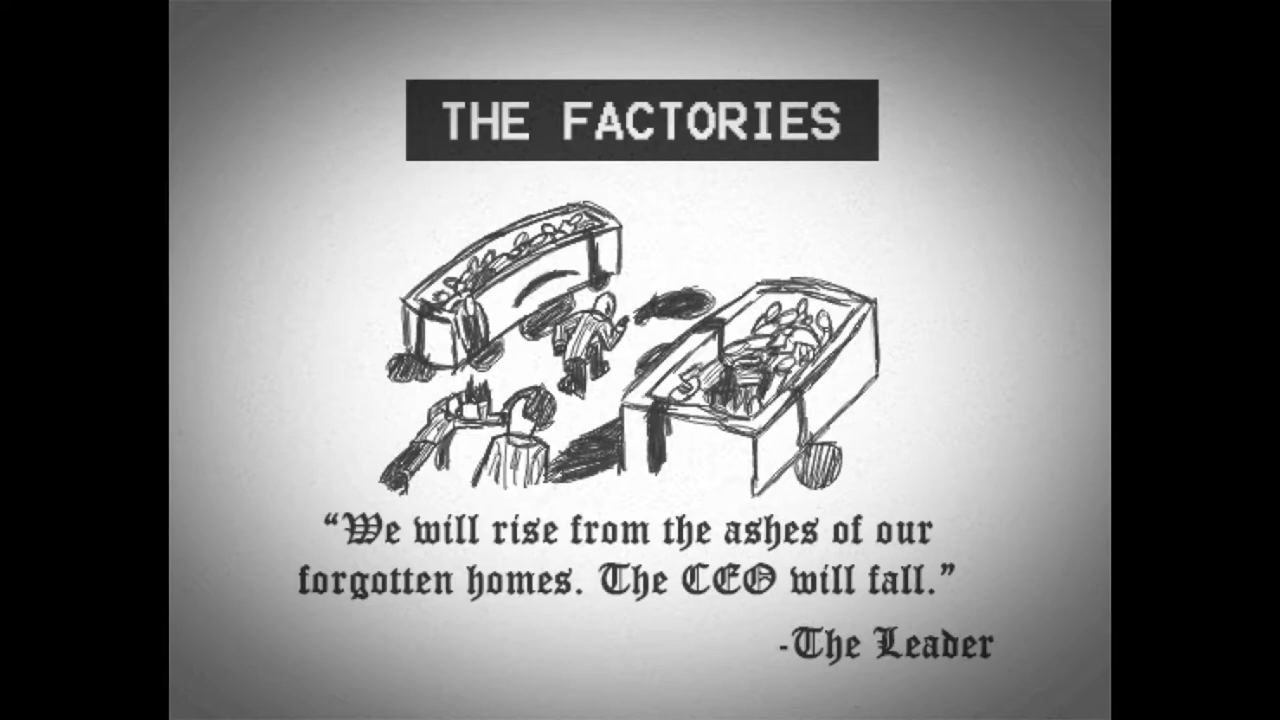 THE FACTORIES
“We will rise from the ashes of our
forgotten homes. The CEO will fall.”
-The Leader